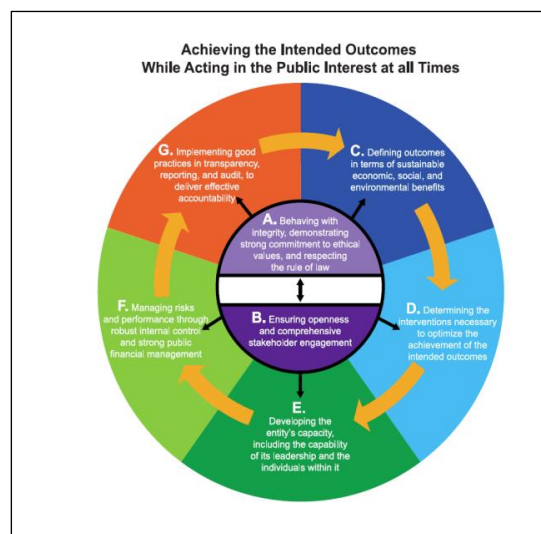 Achieving the Intended Outcomes
While Acting in the Public Interest at all Times
G. Implementing good
practices in transparency,
reporting, and audit, to
deliver effective
accountability
C. Defining outcomes
in terms of sustainable
economic, social, and
environmental benefits
A. Behaving with
integrity, demonstrating
strong commitment to ethical
values, and respecting
the rule of law
B. Ensuring openness
and comprehensive
stakeholder engagement
F. Managing risks
and performance through
robust internal control
and strong public
financial management
D. Determining the
interventions necessary
to optimize the
achievement of the
intended outcomes
E.
Developing the
entity's capacity,
including the capability
of its leadership and the
individuals within it